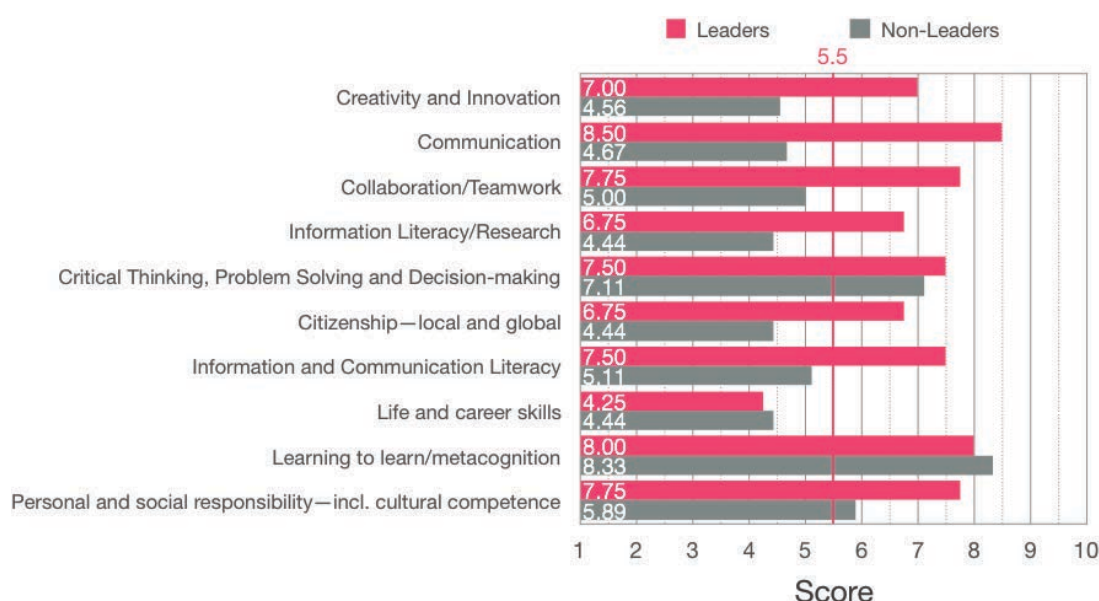 Leaders
Non-Leaders
5.5
Creativity and Innovation
7.00
4.56
Communication
8.50
4.67
Collaboration/Teamwork
7.75
5.00
Information Literacy/Research
6.75
4.44
Critical Thinking, Problem Solving and Decision-making
7.50
7.11
Citizenship—local and global
6.75
4.44
Information and Communication Literacy
7.50
5.11
Life and career skills
4.25
4.44
Learning to learn/metacognition
8.00
8.33
Personal and social responsibility—incl. cultural competence
7.75
5.89
1 2 3 4 5 6 7 8 9 10
Score